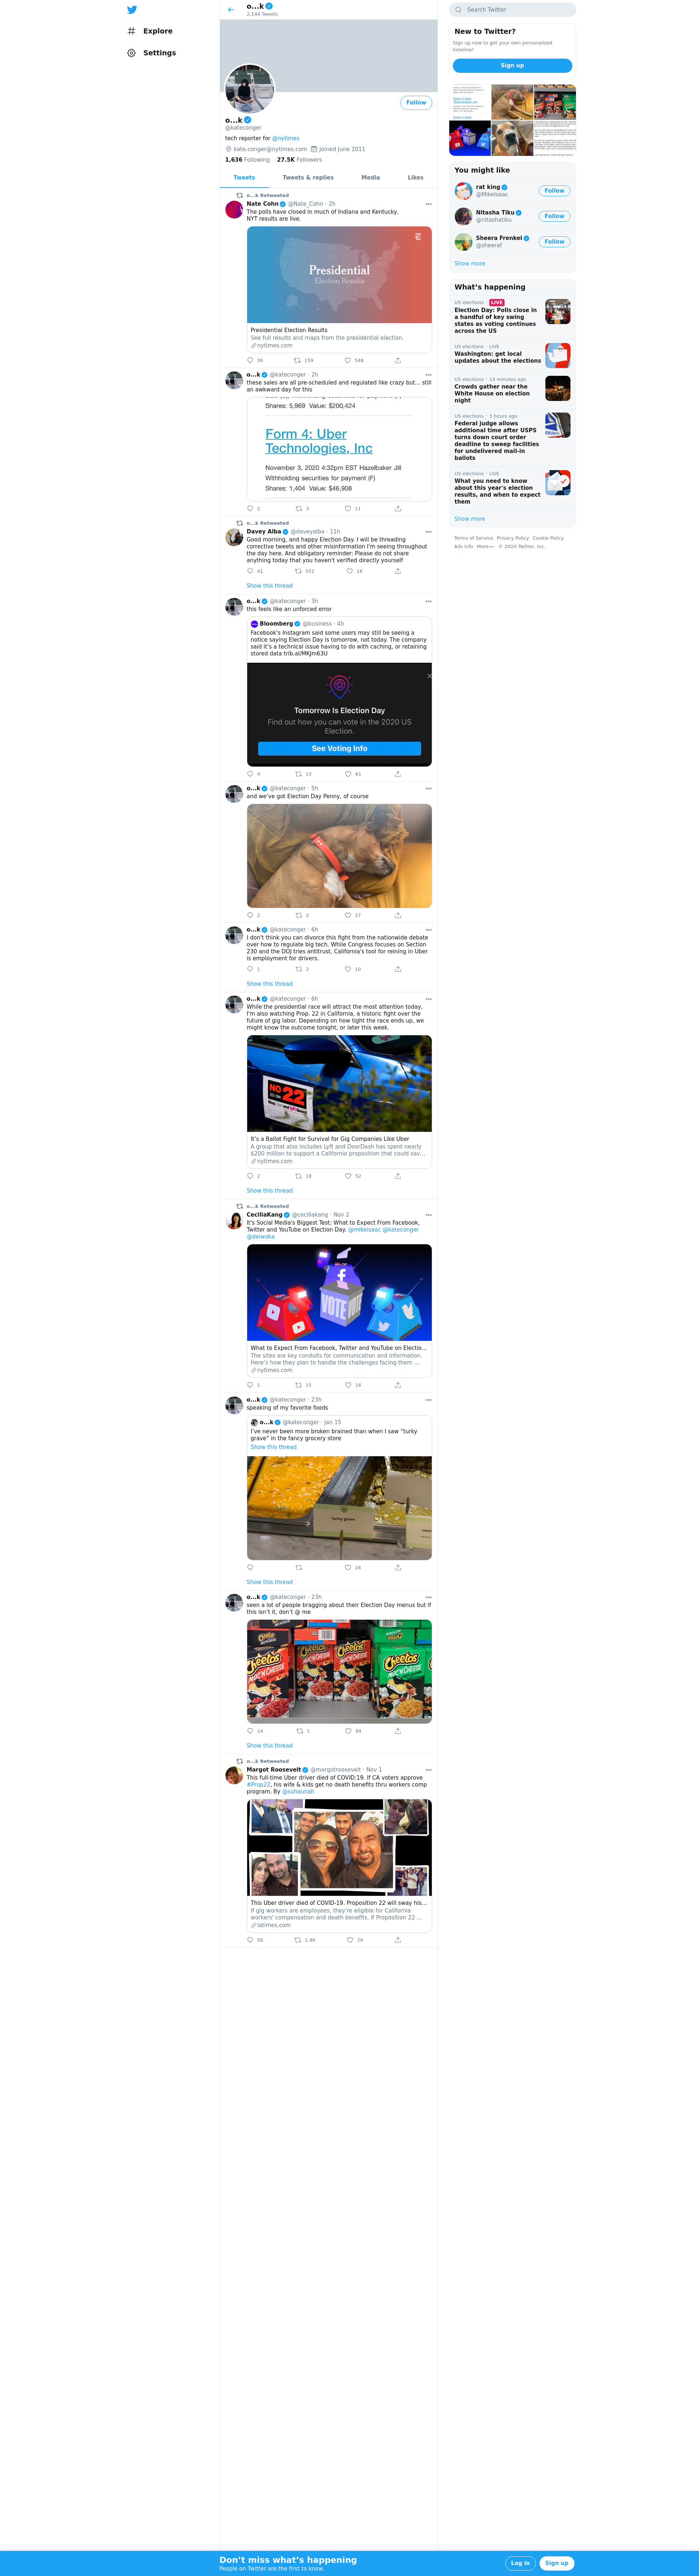 o...k
2,144 Tweets
Explore
Settings
Follow
o...k
@kateconger
tech reporter for @nytimes
kate.conger@nytimes.com Joined June 2011
1,636 Following 27.5K Followers
Tweets Tweets & replies Media Likes
o...k Retweeted
Nate Cohn @Nate_Cohn · 2h
The polls have closed in much of Indiana and Kentucky.
NYT results are live.
Presidential
Election Results
Presidential Election Results
See full results and maps from the presidential election.
nytimes.com
36 159 548
o...k @kateconger · 2h
these sales are all pre-scheduled and regulated like crazy but... still
an awkward day for this
Shares: 5,969 Value: $200,424
Form 4: Uber
Technologies, Inc
November 3, 2020 4:32pm EST Hazelbaker Jill
Withholding securities for payment (F)
Shares: 1,404 Value: $46,908
2 3 11
o...k Retweeted
Davey Alba @daveyalba · 11h
Good morning, and happy Election Day. I will be threading
corrective tweets and other misinformation I'm seeing throughout
the day here. And obligatory reminder: Please do not share
anything today that you haven't verified directly yourself
41 552 1K
Show this thread
o...k @kateconger · 3h
this feels like an unforced error
Bloomberg @business · 4h
Facebook's Instagram said some users may still be seeing a
notice saying Election Day is tomorrow, not today. The company
said it's a technical issue having to do with caching, or retaining
stored data trib.al/MKJm63U
Tomorrow Is Election Day
Find out how you can vote in the 2020 US
Election.
See Voting Info
4 13 61
o...k @kateconger · 5h
and we've got Election Day Penny, of course
2 2 27
o...k @kateconger · 6h
I don't think you can divorce this fight from the nationwide debate
over how to regulate big tech. While Congress focuses on Section
230 and the DOJ tries antitrust, California's tool for reining in Uber
is employment for drivers.
1 2 10
Show this thread
o...k @kateconger · 6h
While the presidential race will attract the most attention today,
I'm also watching Prop. 22 in California, a historic fight over the
future of gig labor. Depending on how tight the race ends up, we
might know the outcome tonight, or later this week.
NO
22
It's a Ballot Fight for Survival for Gig Companies Like Uber
A group that also includes Lyft and DoorDash has spent nearly
$200 million to support a California proposition that could sav...
nytimes.com
2 18 52
Show this thread
o...k Retweeted
CeciliaKang @ceciliakang · Nov 2
It's Social Media's Biggest Test: What to Expect From Facebook,
Twitter and YouTube on Election Day. @mikeisaac @kateconger
@daiwaka
VOTE
What to Expect From Facebook, Twitter and YouTube on Electio...
The sites are key conduits for communication and information.
Here's how they plan to handle the challenges facing them ...
nytimes.com
1 15 16
o...k @kateconger · 23h
speaking of my favorite foods
o...k @kateconger · Jan 15
I've never been more broken brained than when I saw "turky
grave" in the fancy grocery store
Show this thread
turky grave
18
Show this thread
o...k @kateconger · 23h
seen a lot of people bragging about their Election Day menus but if
this isn't it, don't @ me
Cheetos Cheetos Cheetos Cheetos
MAC'N CHEESE MAC'N CHEESE MAC'N CHEESE MAC'N CHEESE
14 1 94
Show this thread
o...k Retweeted
Margot Roosevelt @margotroosevelt · Nov 1
This full-time Uber driver died of COVID:19. If CA voters approve
#Prop22, his wife & kids get no death benefits thru workers comp
program. By @suhaunah
This Uber driver died of COVID-19. Proposition 22 will sway his...
If gig workers are employees, they're eligible for California
workers' compensation and death benefits. If Proposition 22 ...
latimes.com
58 1.4K 2K
Search Twitter
New to Twitter?
Sign up now to get your own personalized
timeline!
Sign up
You might like
rat king
@MikeIsaac
Follow
Nitasha Tiku
@nitashatiku
Follow
Sheera Frenkel
@sheeraf
Follow
Show more
What's happening
US elections · LIVE
Election Day: Polls close in
a handful of key swing
states as voting continues
across the US
US elections · LIVE
Washington: get local
updates about the elections
US elections · 14 minutes ago
Crowds gather near the
White House on election
night
US elections · 3 hours ago
Federal judge allows
additional time after USPS
turns down court order
deadline to sweep facilities
for undelivered mail-in
ballots
US elections · LIVE
What you need to know
about this year's election
results, and when to expect
them
Show more
Terms of Service Privacy Policy Cookie Policy
Ads info More © 2020 Twitter, Inc.
Don't miss what's happening
People on Twitter are the first to know.
Log in Sign up